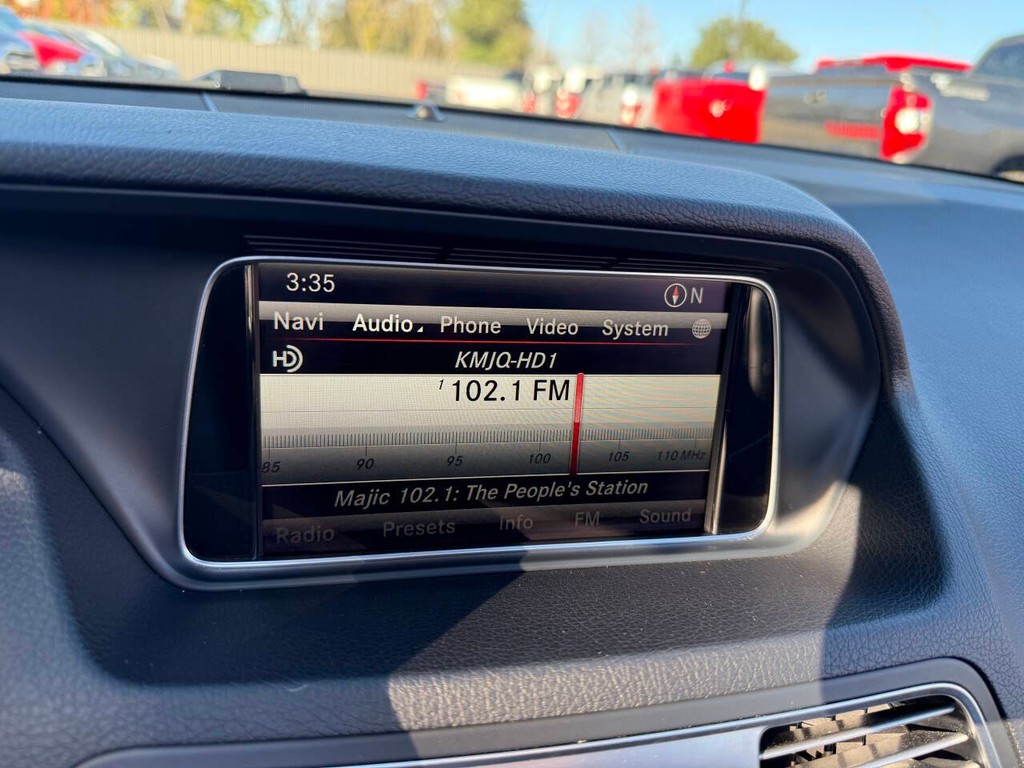 3:35
N
Navi Audio Phone Video System
HD KMJQ-HD1
1 102.1 FM
85 90 95 100 105 110 MHz
Majic 102.1: The People's Station
Radio Presets Info FM Sound